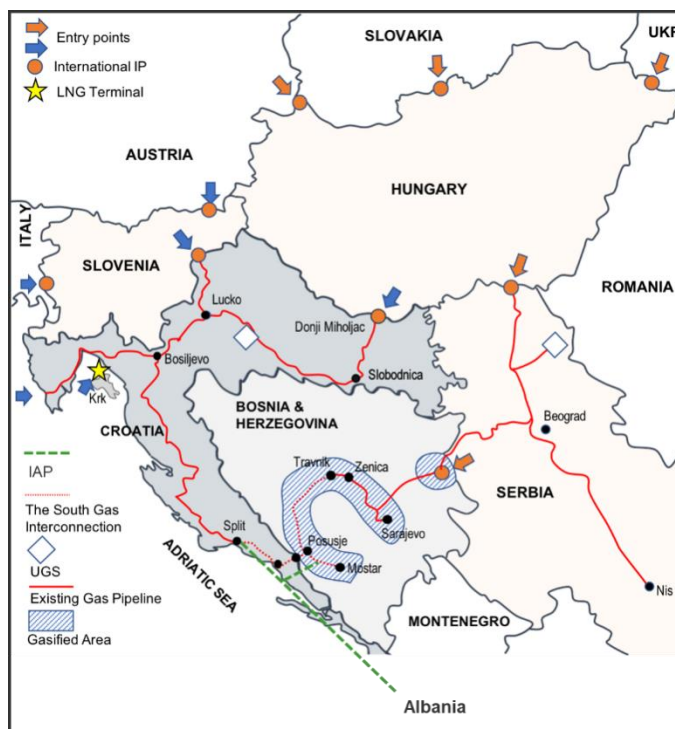 Entry points
International IP
LNG Terminal
SLOVAKIA
UKR
AUSTRIA
HUNGARY
ITALY
SLOVENIA
ROMANIA
Lucko
Donji Miholjac
Bosiljevo
Slobodnica
Krk
CROATIA
BOSNIA &
HERZEGOVINA
Beograd
Travnik
Zenica
SERBIA
Sarajevo
IAP
The South Gas
Interconnection
UGS
Existing Gas Pipeline
Gasified Area
Split
Posusje
Mostar
ADRIATIC SEA
MONTENEGRO
Nis
Albania